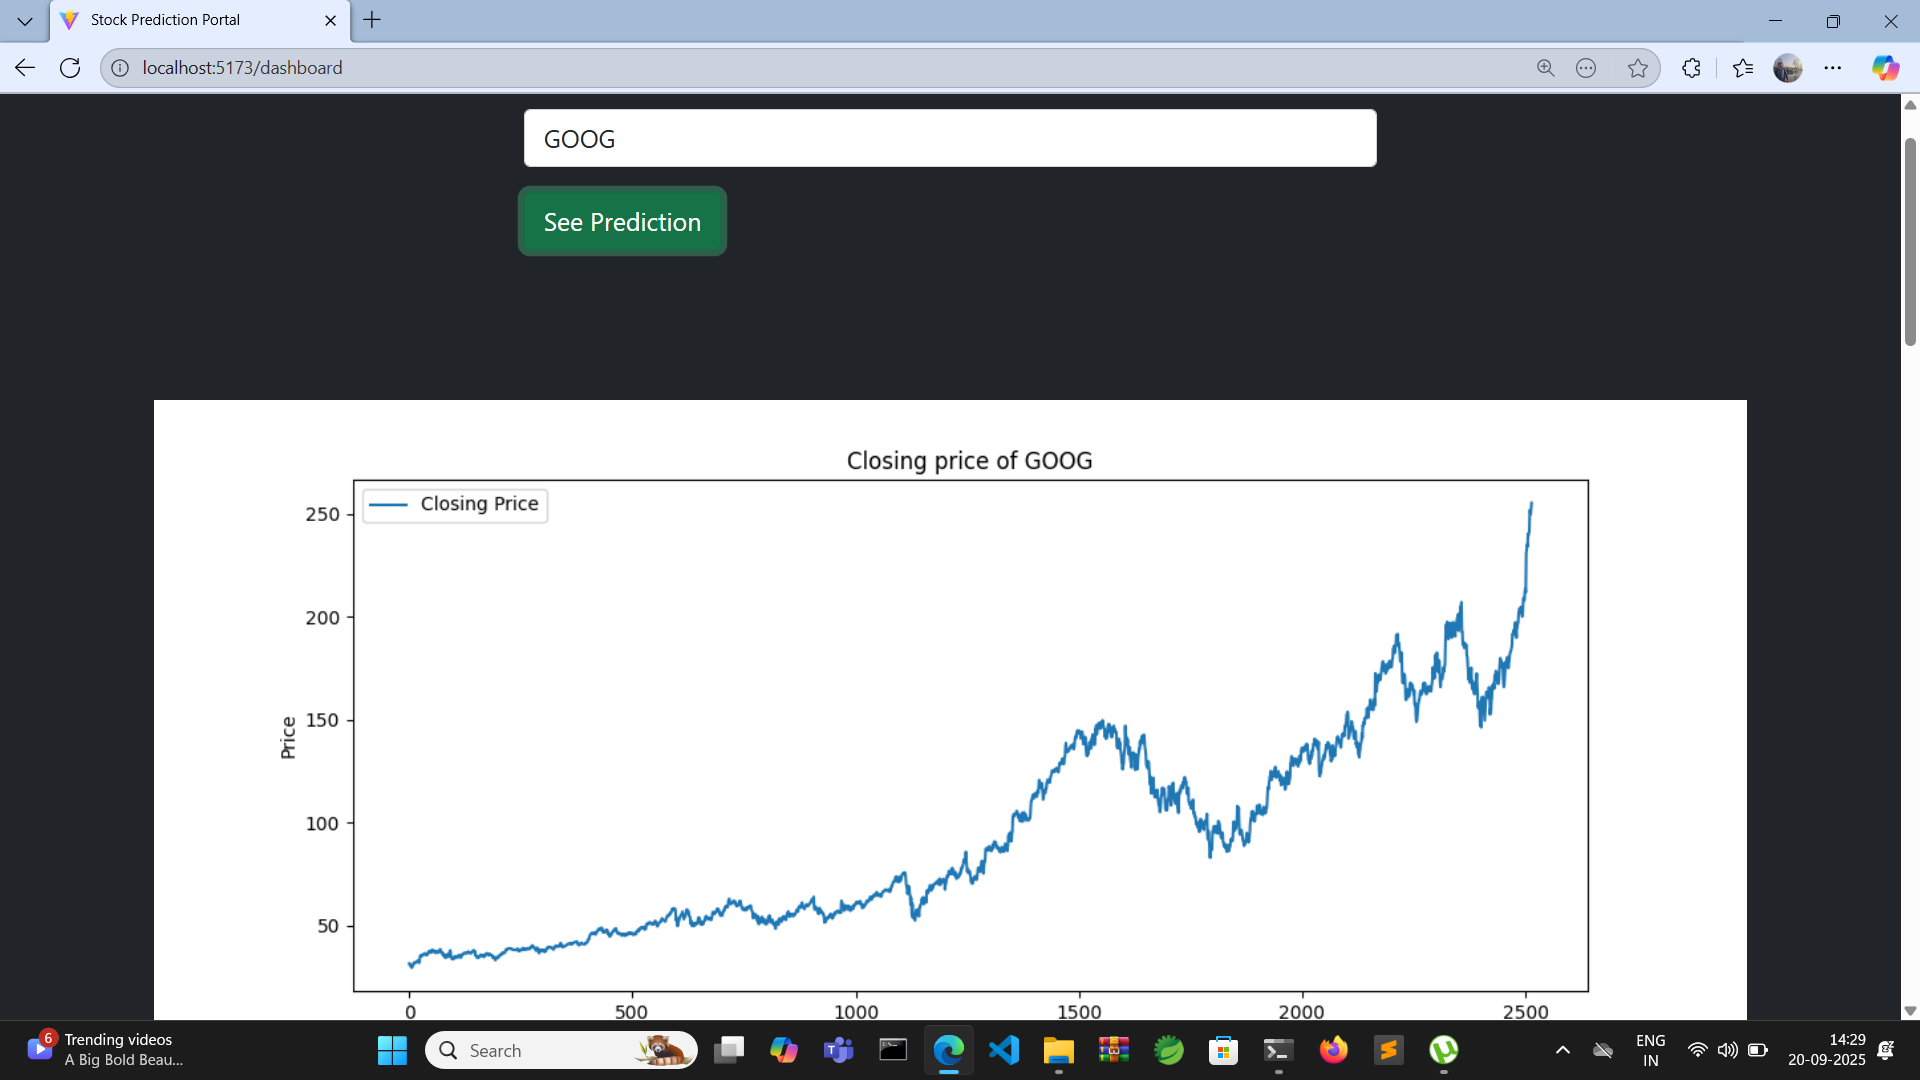 Stock Prediction Portal
localhost:5173/dashboard
GOOG
See Prediction
Closing price of GOOG
Closing Price
250
200
150
100
50
Price
0 500 1000 1500 2000 2500
6
Trending videos
A Big Bold Beau...
Search
ENG
IN
14:29
20-09-2025